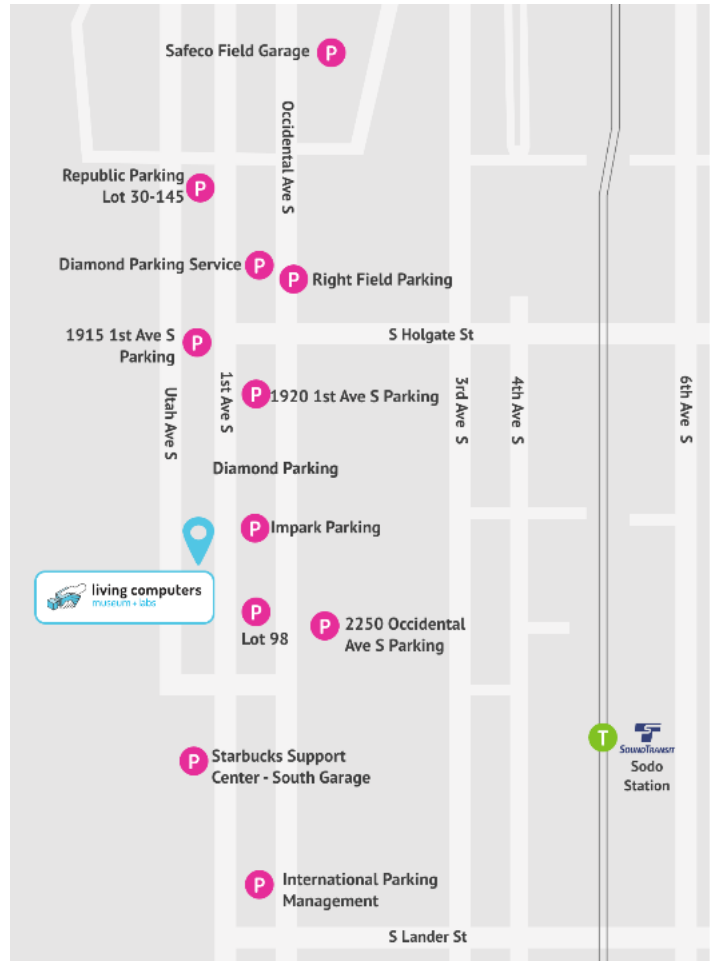 Safeco Field Garage
P
Occidental Ave S
Republic Parking
Lot 30-145
P
Diamond Parking Service
P
P
Right Field Parking
1915 1st Ave S
Parking
P
S Holgate St
Utah Ave S
1st Ave S
P
1920 1st Ave S Parking
3rd Ave S
4th Ave S
6th Ave S
Diamond Parking
P
Impark Parking
living computers
museum + labs
P
Lot 98
P
2250 Occidental
Ave S Parking
T
SOUNDTRANSIT
Sodo
Station
P
Starbucks Support
Center - South Garage
P
International Parking
Management
S Lander St